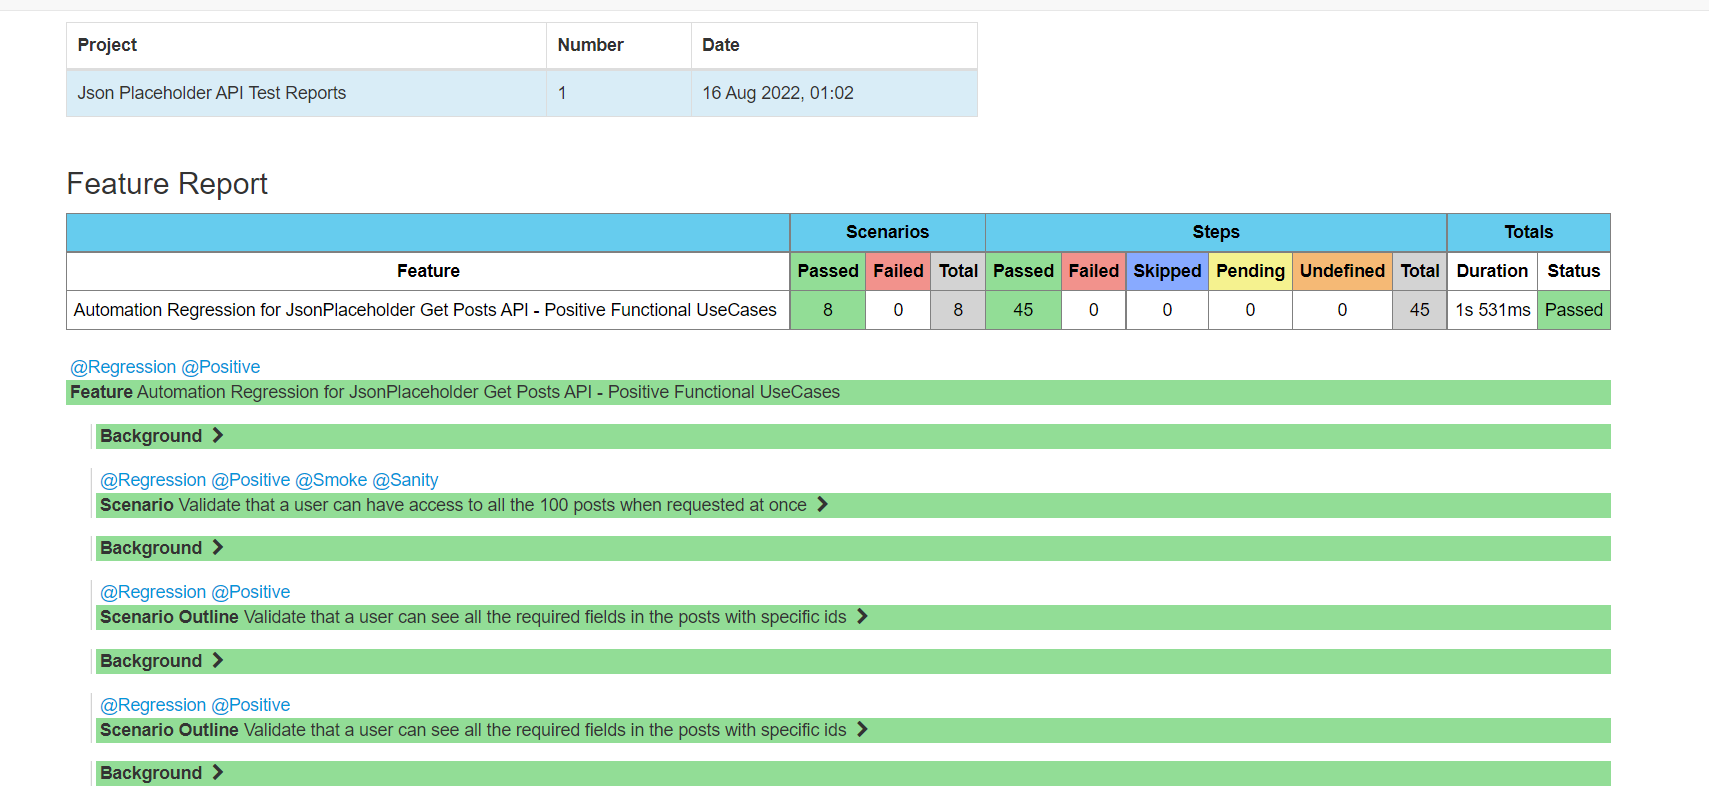 Project Number Date
Json Placeholder API Test Reports 1 16 Aug 2022, 01:02
Feature Report
Scenarios Steps Totals
Feature Passed Failed Total Passed Failed Skipped Pending Undefined Total Duration Status
Automation Regression for JsonPlaceholder Get Posts API - Positive Functional UseCases 8 0 8 45 0 0 0 0 45 1s 531ms Passed
@Regression @Positive
Feature Automation Regression for JsonPlaceholder Get Posts API - Positive Functional UseCases
Background
@Regression @Positive @Smoke @Sanity
Scenario Validate that a user can have access to all the 100 posts when requested at once
Background
@Regression @Positive
Scenario Outline Validate that a user can see all the required fields in the posts with specific ids
Background
@Regression @Positive
Scenario Outline Validate that a user can see all the required fields in the posts with specific ids
Background